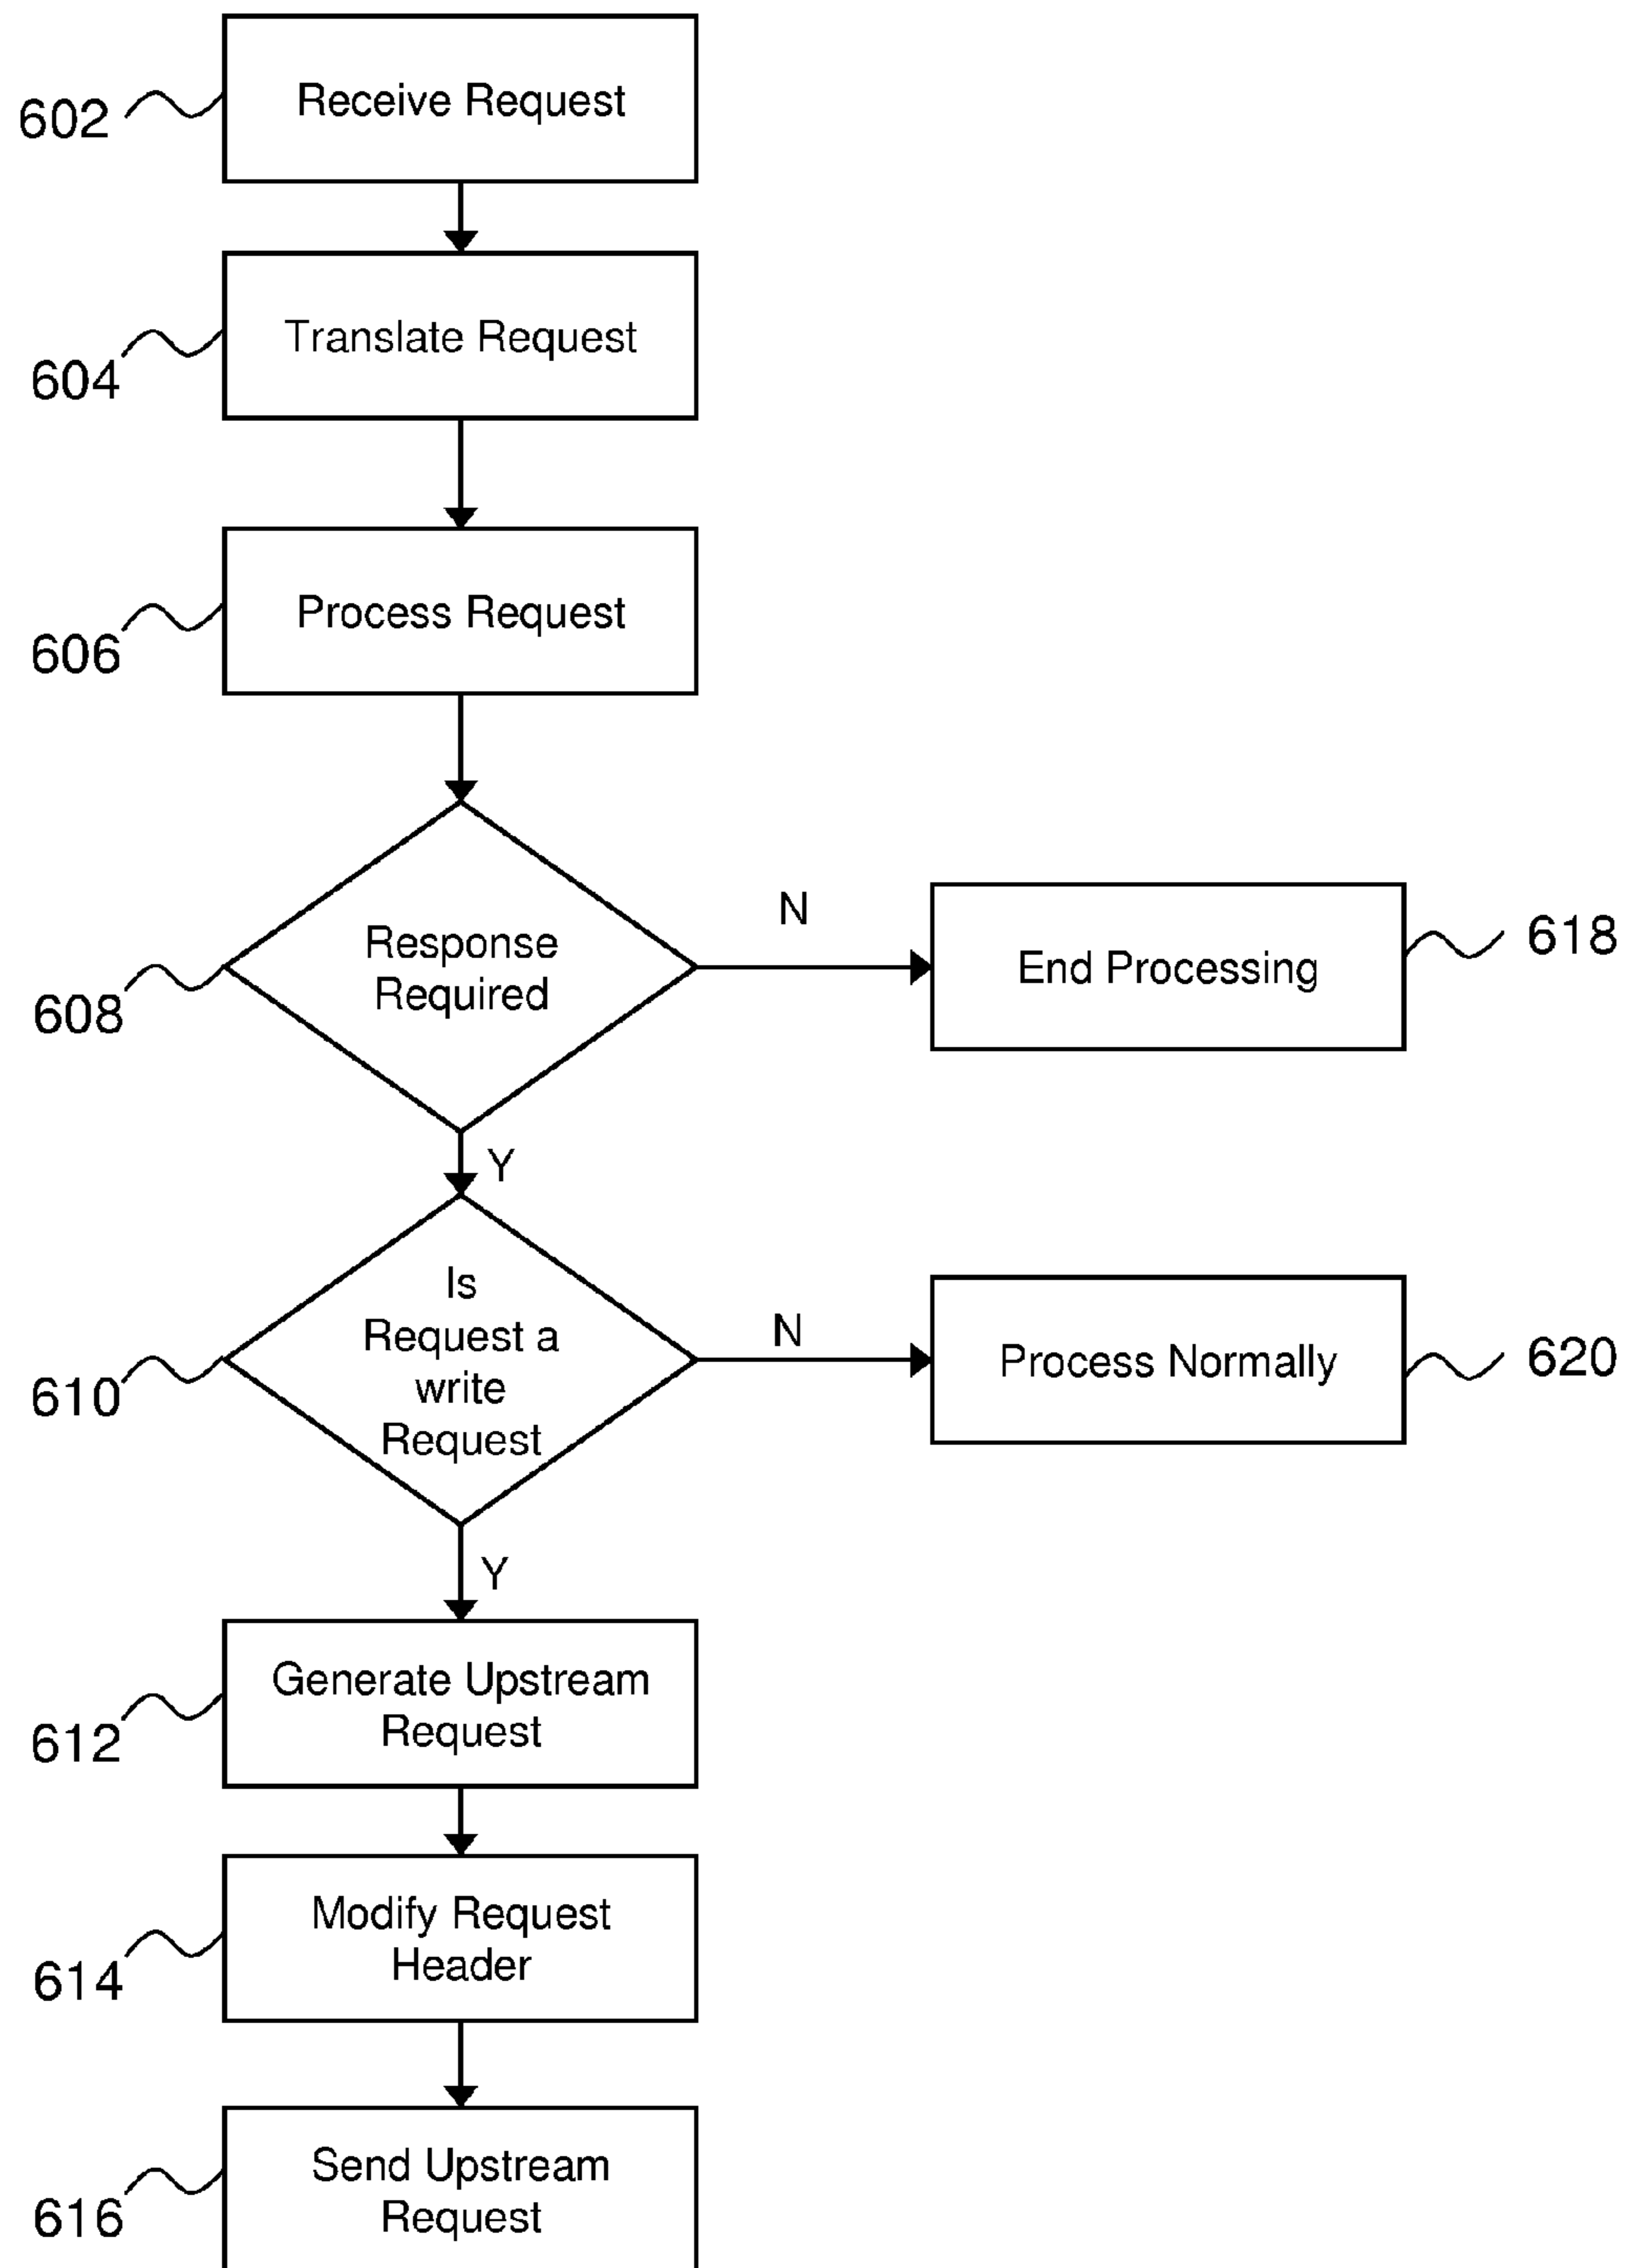 602
Receive Request
604
Translate Request
606
Process Request
608
Response
Required
N
End Processing
618
Y
610
Is
Request a
write
Request
N
Process Normally
620
Y
612
Generate Upstream
Request
614
Modify Request
Header
616
Send Upstream
Request